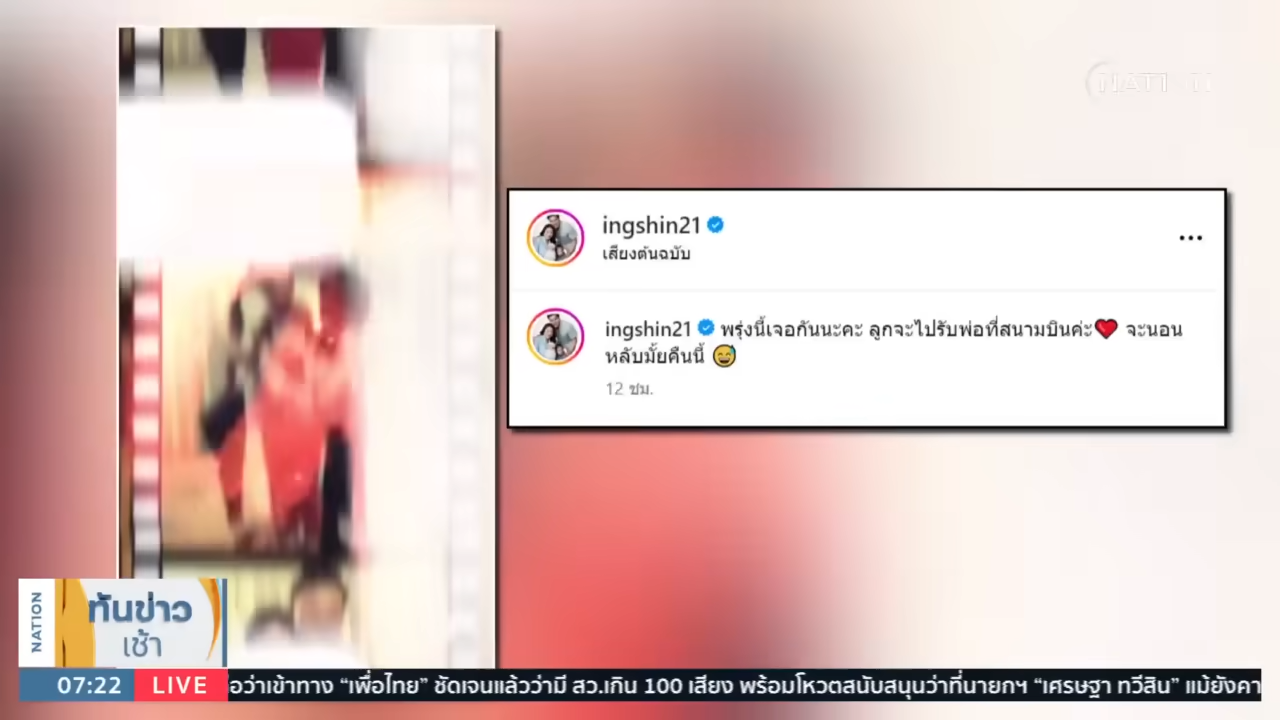 NATION
ingshin21
เสียงต้นฉบับ
ingshin21 พรุ่งนี้เจอกันนะคะ ลูกจะไปรับพ่อที่สนามบินค่ะ❤️ จะนอน
หลับมั้ยคืนนี้ 😅
12 ชม.
NATION
ทันข่าว
เช้า
07:22 LIVE
อว่าเข้าทาง “เพื่อไทย” ชัดเจนแล้วว่ามี สว.เกิน 100 เสียง พร้อมโหวตสนับสนุนว่าที่นายกฯ “เศรษฐา ทวีสิน” แม้ยังคา